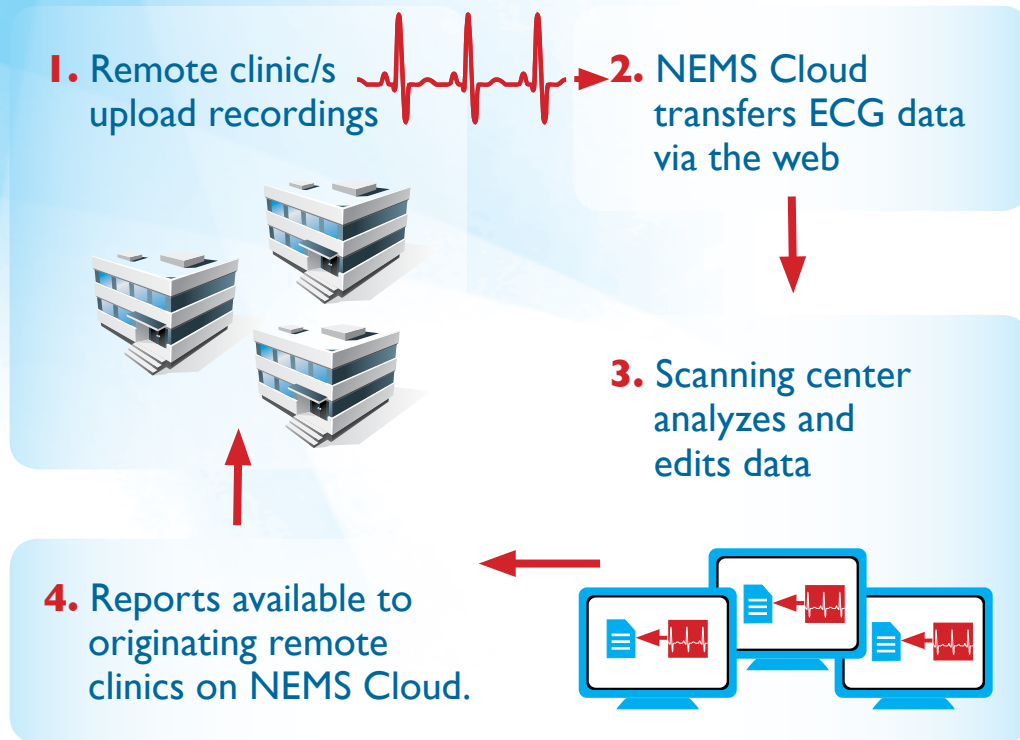 1. Remote clinic/s
upload recordings
2. NEMS Cloud
transfers ECG data
via the web
3. Scanning center
analyzes and
edits data
4. Reports available to
originating remote
clinics on NEMS Cloud.